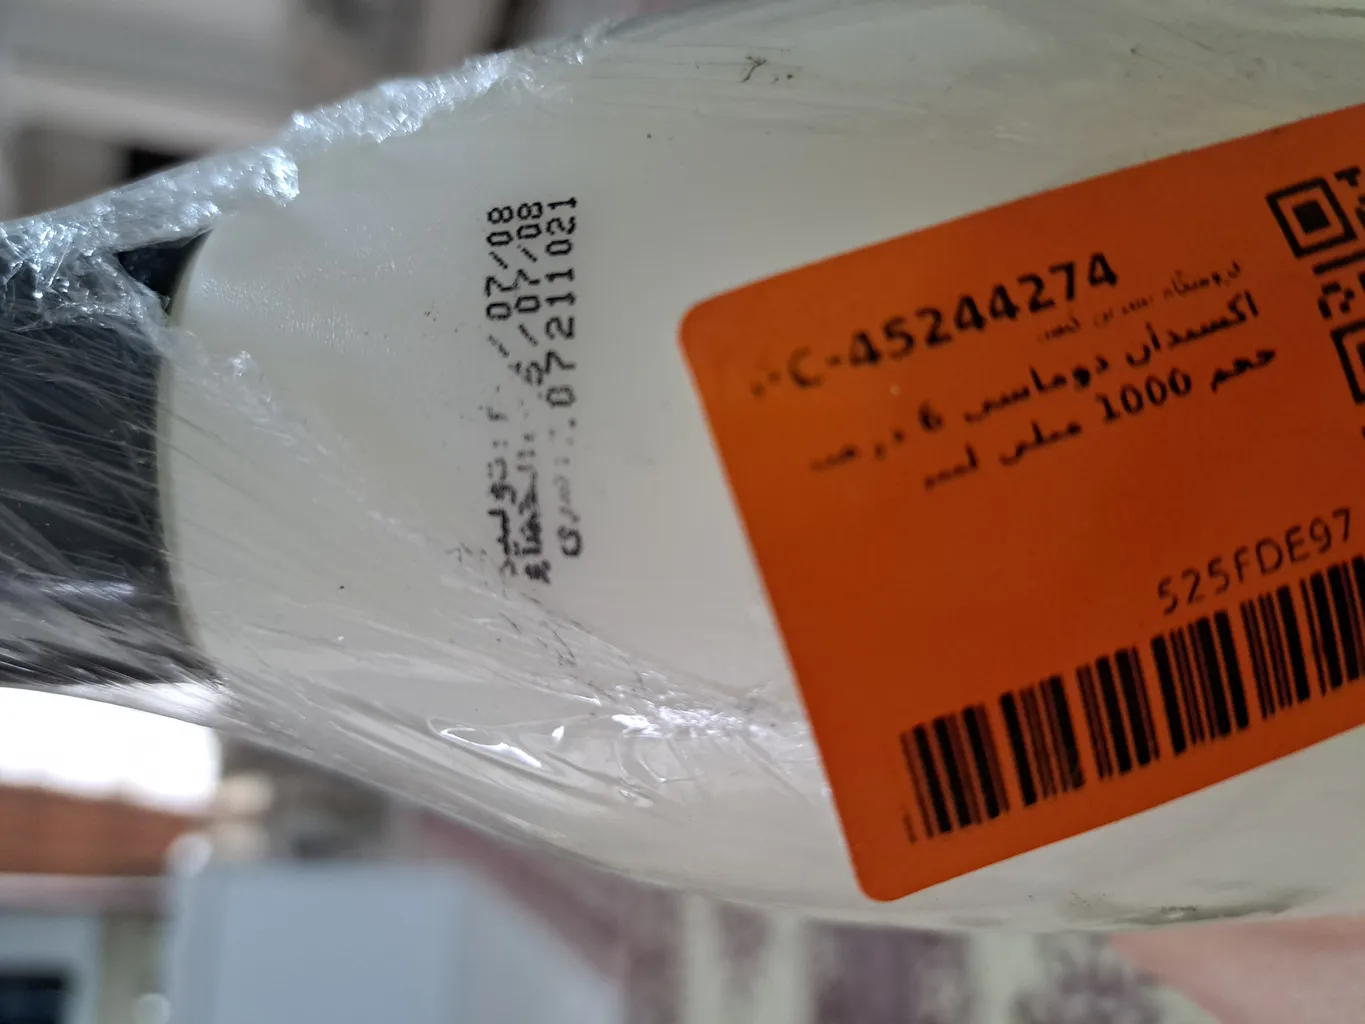 تولید: /07/08
انقضا: /07/08
سری: 07211021
C-45244274
اکسیدان دوماسی 6 درصد
حجم 1000 میلی لیتر
525FDE97